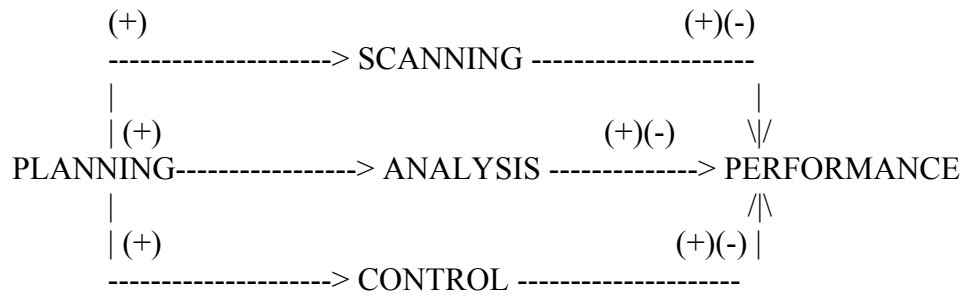 (+) (+)(-)
---------------------> SCANNING ---------------------
| |
| (+) (+)(-) \|/
PLANNING-----------------> ANALYSIS --------------> PERFORMANCE
| /|\
| (+) (+)(-) |
---------------------> CONTROL ---------------------